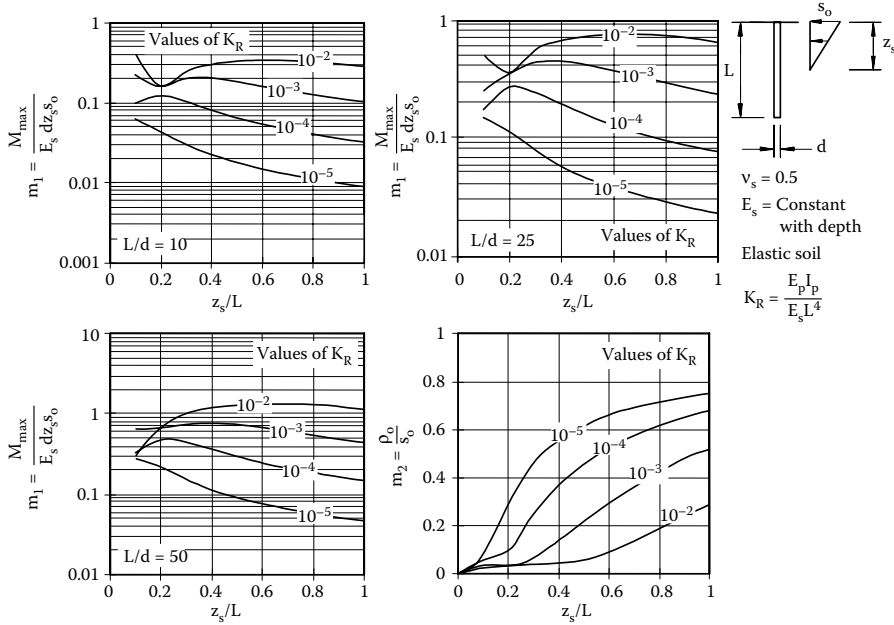 1
0.1
0.01
0.001
m₁ = M_max / E_s dz_s s_o
Values of K_R
10⁻²
10⁻³
10⁻⁴
10⁻⁵
L/d = 10
0 0.2 0.4 0.6 0.8 1
z_s/L
1
0.1
0.01
m₁ = M_max / E_s dz_s s_o
10⁻²
10⁻³
10⁻⁴
10⁻⁵
L/d = 25
Values of K_R
0 0.2 0.4 0.6 0.8 1
z_s/L
s_o
z_s
L
d
ν_s = 0.5
E_s = Constant
with depth
Elastic soil
K_R = E_p I_p / E_s L⁴
10
1
0.1
0.01
m₁ = M_max / E_s dz_s s_o
Values of K_R
10⁻²
10⁻³
10⁻⁴
10⁻⁵
L/d = 50
0 0.2 0.4 0.6 0.8 1
z_s/L
1
0.8
0.6
0.4
0.2
0
m₂ = ρ_o / s_o
Values of K_R
10⁻⁵
10⁻⁴
10⁻³
10⁻²
0 0.2 0.4 0.6 0.8 1
z_s/L